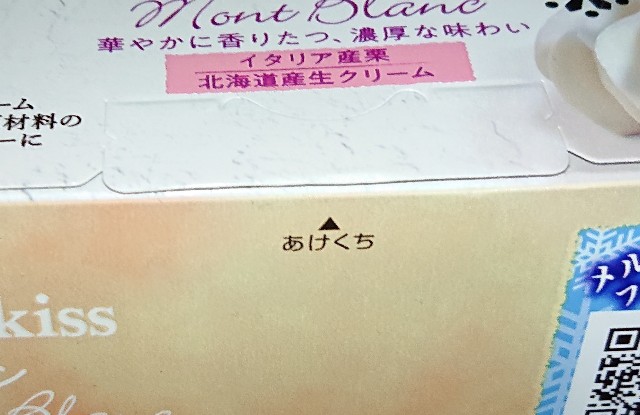 Mont Blanc
華やかに香りたつ、濃厚な味わい
イタリア産栗
北海道産生クリーム
ーム
材料の
ーに
▲
あけくち
kiss
メル
フ